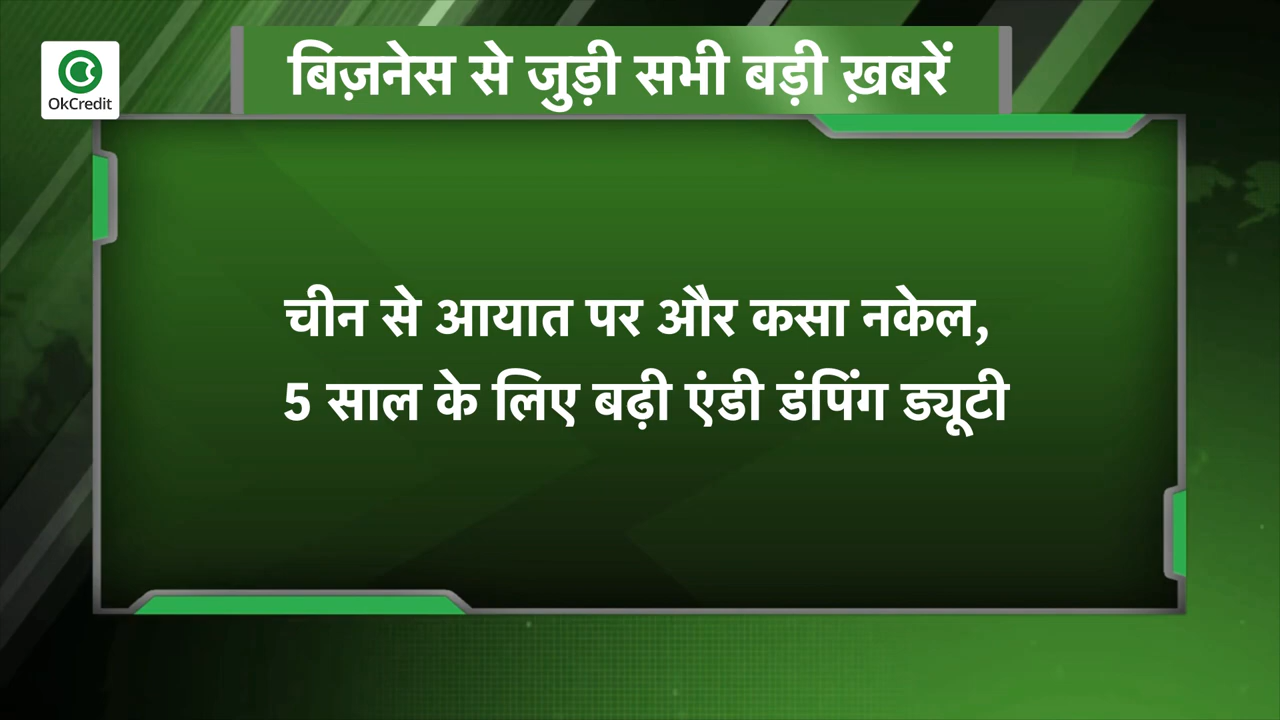 बिज़नेस से जुड़ी सभी बड़ी ख़बरें
OkCredit
चीन से आयात पर और कसा नकेल,
5 साल के लिए बढ़ी एंडी डंपिंग ड्यूटी